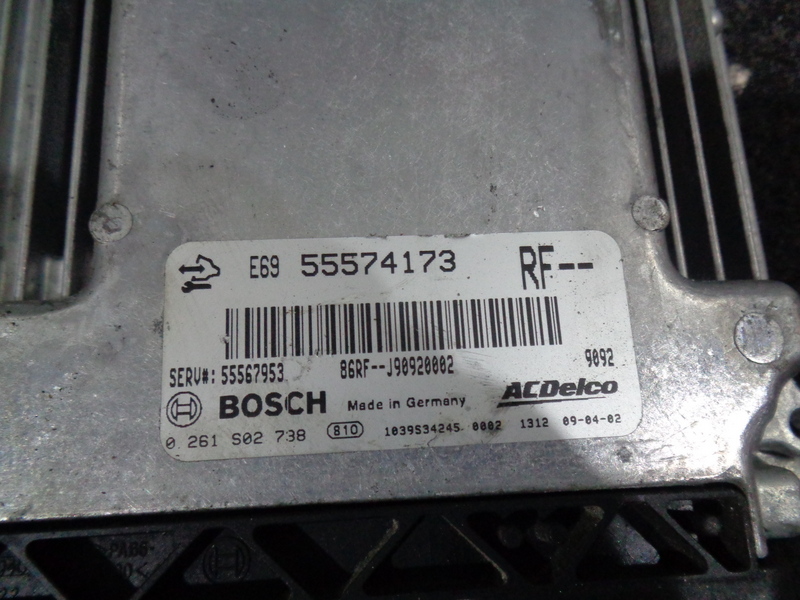 E69 55574173 RF--
SERV#: 55567953 86RF--J90920002 9092
BOSCH Made in Germany ACDelco
0 261 S02 738 810 1039S34245 0002 1312 09-04-02